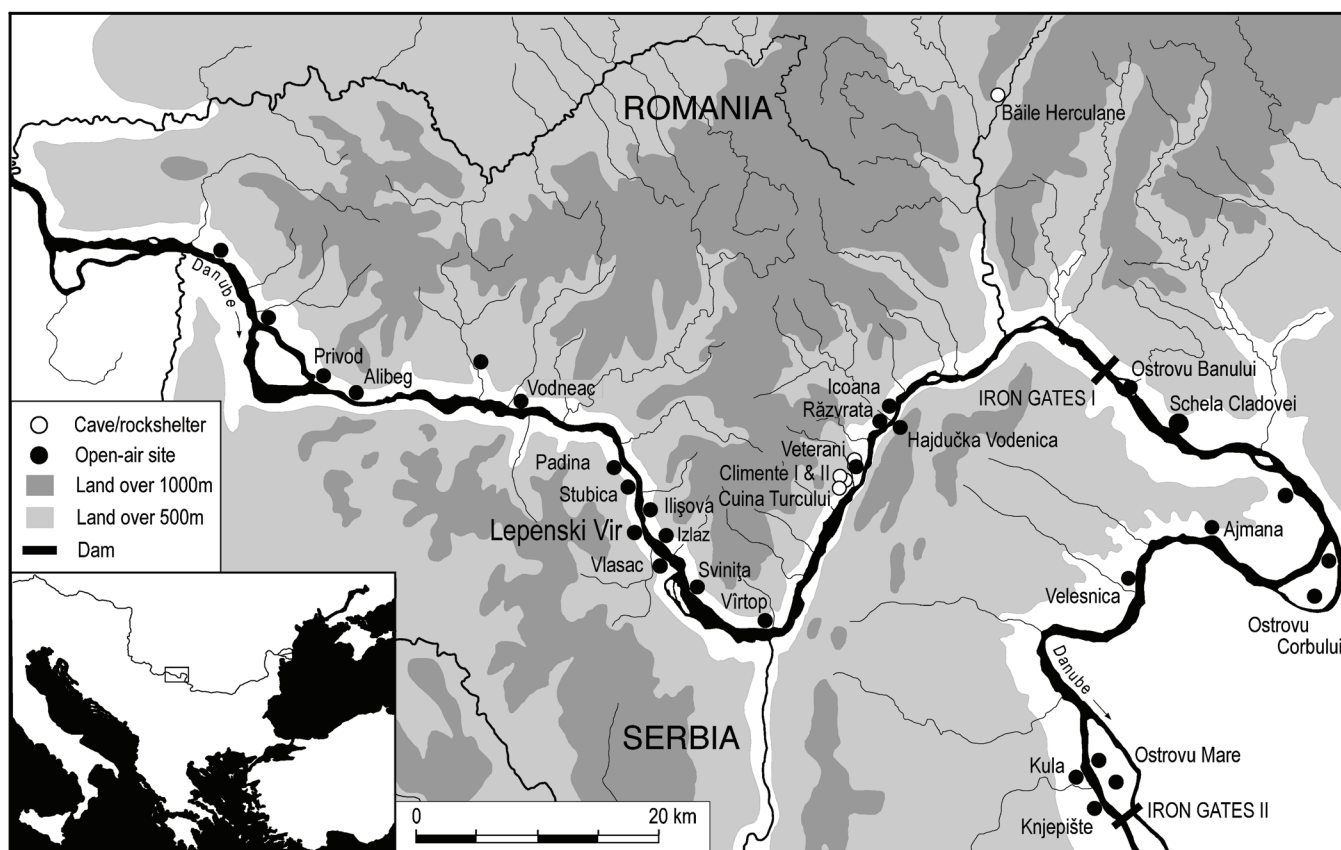 ROMANIA
Băile Herculane
Danube
Privod
Alibeg
Vodneac
Icoana
Răzvrata
Hajdučka Vodenica
IRON GATES I
Ostrovu Banului
Schela Cladovei
Cave/rockshelter
Open-air site
Land over 1000m
Land over 500m
Dam
Padina
Stubica
Ilişova
Lepenski Vir
Izlaz
Vlasac
Sviniţa
Vîrtop
Veterani
Climente I & II
Cuina Turcului
Ajmana
Velesnica
Ostrovu
Corbului
Danube
SERBIA
Kula
Ostrovu Mare
Knjepište
IRON GATES II
0
20 km